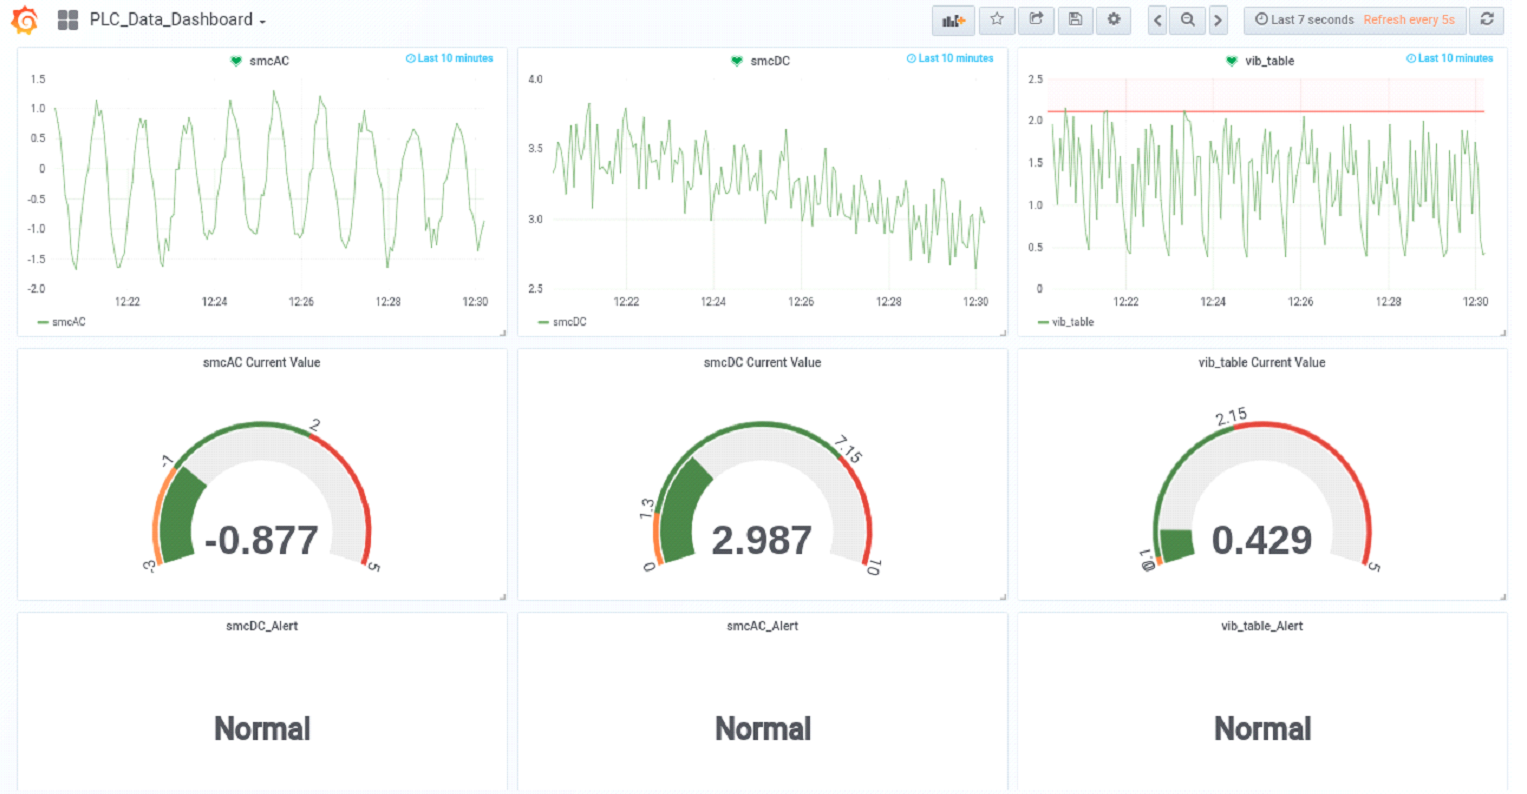 PLC_Data_Dashboard
Last 7 seconds Refresh every 5s
smcAC
Last 10 minutes
1.5
1.0
0.5
0
-0.5
-1.0
-1.5
-2.0
12:22 12:24 12:26 12:28 12:30
smcAC
smcDC
Last 10 minutes
4.0
3.5
3.0
2.5
12:22 12:24 12:26 12:28 12:30
smcDC
vib_table
Last 10 minutes
2.5
2.0
1.5
1.0
0.5
0
12:22 12:24 12:26 12:28 12:30
vib_table
smcAC Current Value
-3
-1
2
5
-0.877
smcDC Current Value
0
1.3
7.15
10
2.987
vib_table Current Value
0.1
2.15
5
0.429
smcDC_Alert
Normal
smcAC_Alert
Normal
vib_table_Alert
Normal